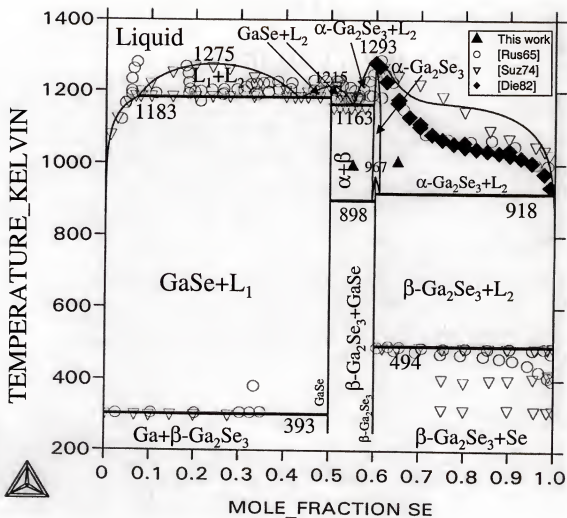 Liquid
1275
GaSe+L₂
α-Ga₂Se₃+L₂
1293
α-Ga₂Se₃
This work
[Rus65]
[Suz74]
[Die82]
L₁+L₂
1215
1183
1163
α+β
967
α-Ga₂Se₃+L₂
898
918
GaSe+L₁
β-Ga₂Se₃+GaSe
β-Ga₂Se₃+L₂
494
GaSe
β-Ga₂Se₃
393
Ga+β-Ga₂Se₃
β-Ga₂Se₃+Se
TEMPERATURE_KELVIN
1400
1200
1000
800
600
400
200
0 0.1 0.2 0.3 0.4 0.5 0.6 0.7 0.8 0.9 1.0
MOLE_FRACTION SE